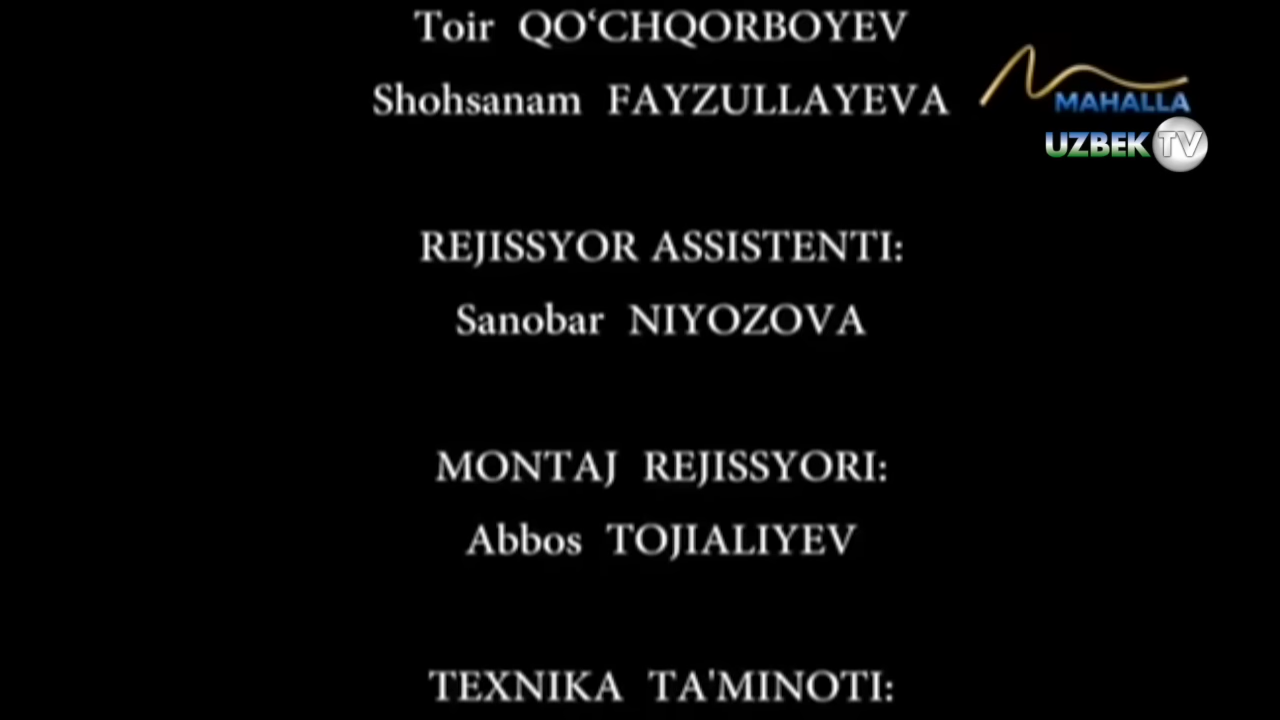 Toir QO‘CHQORBOYEV
Shohsanam FAYZULLAYEVA
MAHALLA
UZBEK TV
REJISSYOR ASSISTENTI:
Sanobar NIYOZOVA
MONTAJ REJISSYORI:
Abbos TOJIALIYEV
TEXNIKA TA'MINOTI: